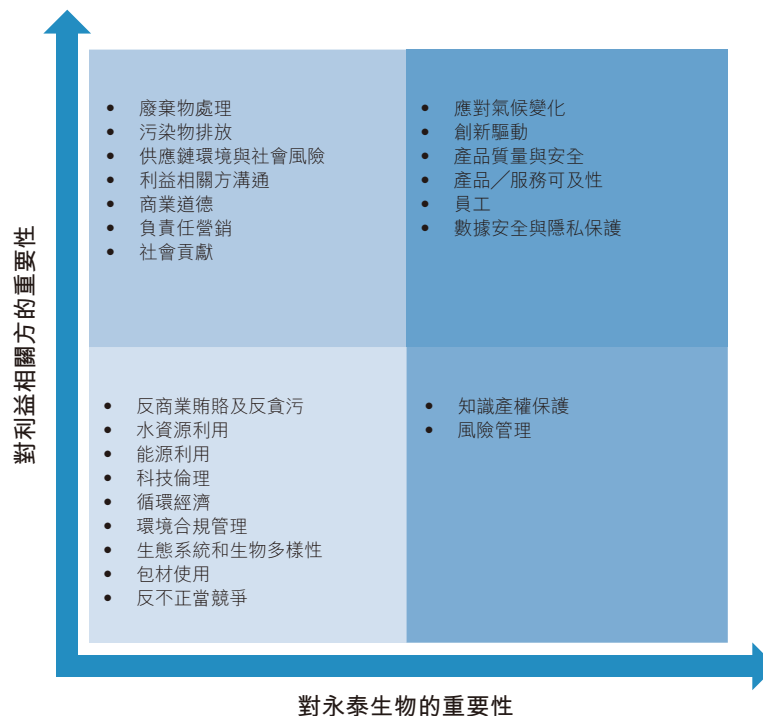 對利益相關方的重要性
• 廢棄物處理
• 污染物排放
• 供應鏈環境與社會風險
• 利益相關方溝通
• 商業道德
• 負責任營銷
• 社會貢獻
• 應對氣候變化
• 創新驅動
• 產品質量與安全
• 產品／服務可及性
• 員工
• 數據安全與隱私保護
• 反商業賄賂及反貪污
• 水資源利用
• 能源利用
• 科技倫理
• 循環經濟
• 環境合規管理
• 生態系統和生物多樣性
• 包材使用
• 反不正當競爭
• 知識產權保護
• 風險管理
對永泰生物的重要性